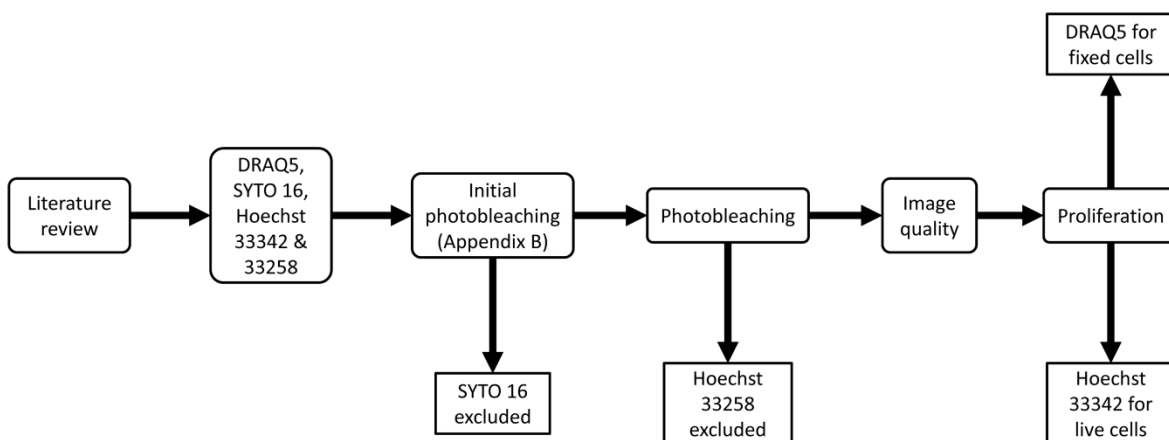 DRAQ5 for
fixed cells
Literature
review
DRAQ5,
SYTO 16,
Hoechst
33342 &
33258
Initial
photobleaching
(Appendix B)
Photobleaching
Image
quality
Proliferation
SYTO 16
excluded
Hoechst
33258
excluded
Hoechst
33342 for
live cells